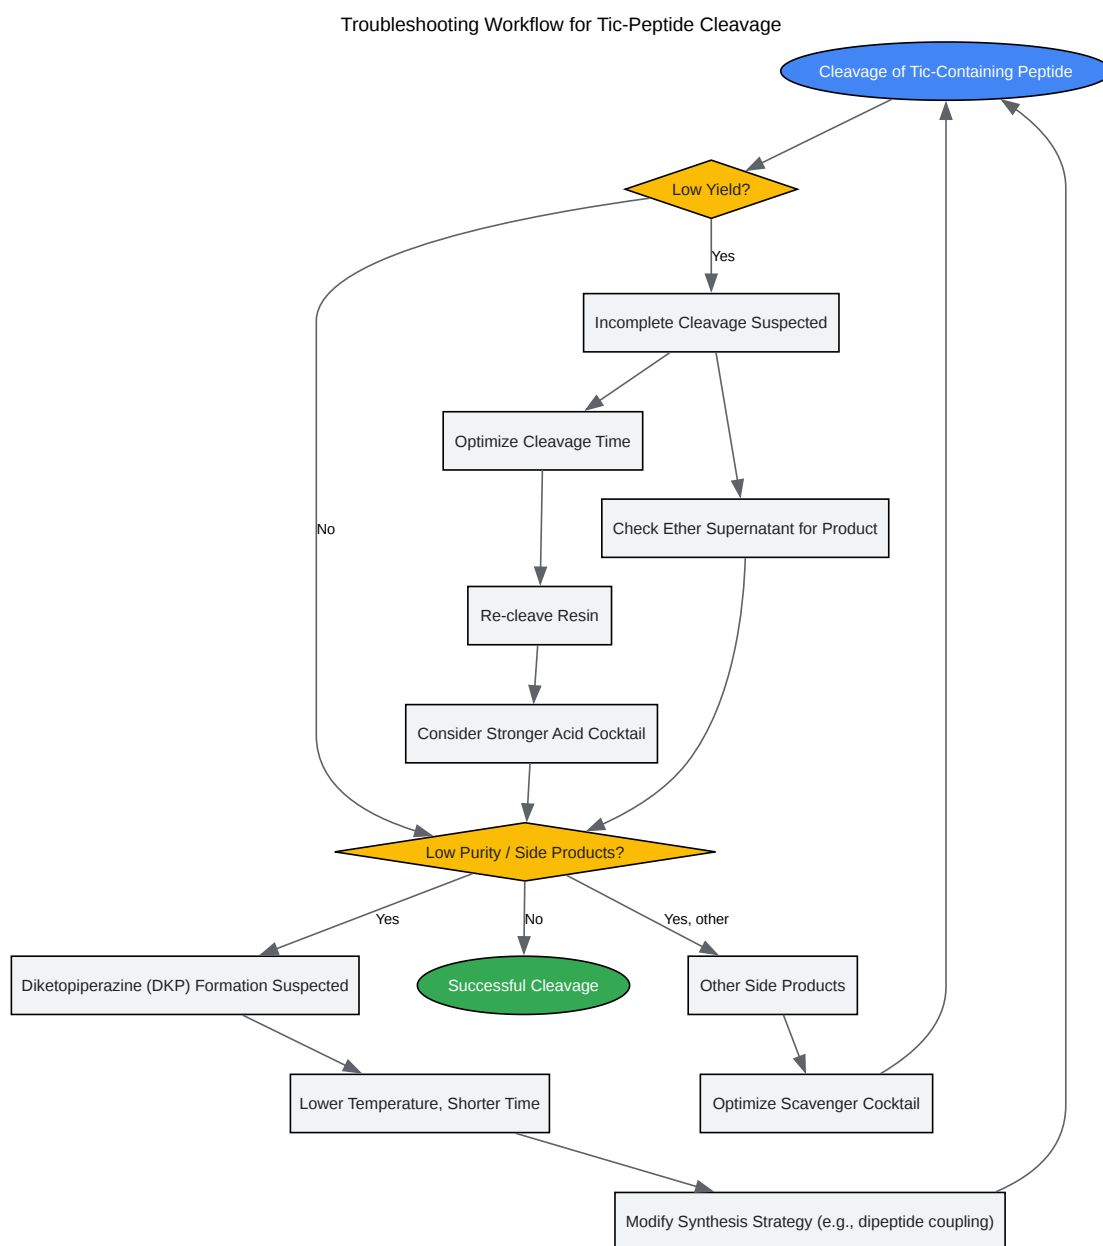 Troubleshooting Workflow for Tic-Peptide Cleavage
Cleavage of Tic-Containing Peptide
Low Yield?
Yes
Incomplete Cleavage Suspected
Optimize Cleavage Time
Check Ether Supernatant for Product
No
Re-cleave Resin
Consider Stronger Acid Cocktail
Low Purity / Side Products?
Yes
No
Yes, other
Diketopiperazine (DKP) Formation Suspected
Successful Cleavage
Other Side Products
Lower Temperature, Shorter Time
Optimize Scavenger Cocktail
Modify Synthesis Strategy (e.g., dipeptide coupling)